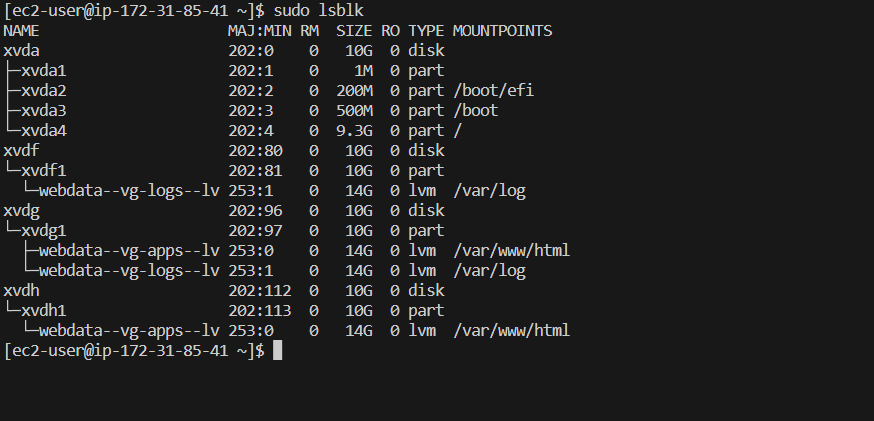 [ec2-user@ip-172-31-85-41 ~]$ sudo lsblk
NAME                     MAJ:MIN RM  SIZE RO TYPE MOUNTPOINTS
xvda                     202:0    0   10G  0 disk
├─xvda1                  202:1    0    1M  0 part
├─xvda2                  202:2    0  200M  0 part /boot/efi
├─xvda3                  202:3    0  500M  0 part /boot
└─xvda4                  202:4    0  9.3G  0 part /
xvdf                     202:80   0   10G  0 disk
└─xvdf1                  202:81   0   10G  0 part
  └─webdata--vg-logs--lv 253:1    0   14G  0 lvm  /var/log
xvdg                     202:96   0   10G  0 disk
└─xvdg1                  202:97   0   10G  0 part
  ├─webdata--vg-apps--lv 253:0    0   14G  0 lvm  /var/www/html
  └─webdata--vg-logs--lv 253:1    0   14G  0 lvm  /var/log
xvdh                     202:112  0   10G  0 disk
└─xvdh1                  202:113  0   10G  0 part
  └─webdata--vg-apps--lv 253:0    0   14G  0 lvm  /var/www/html
[ec2-user@ip-172-31-85-41 ~]$